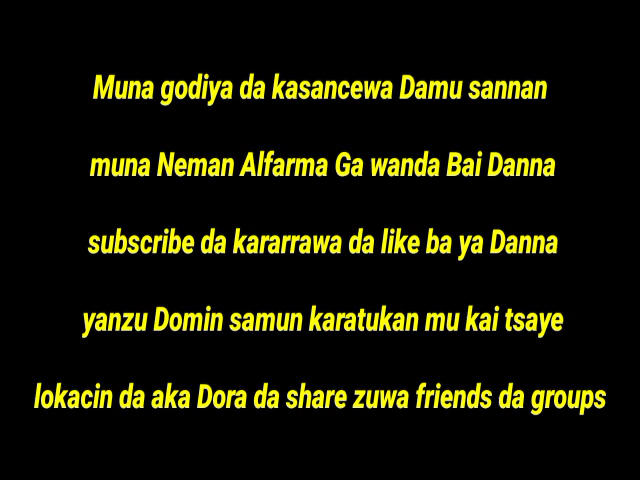 Muna godiya da kasancewa Damu sannan
muna Neman Alfarma Ga wanda Bai Danna
subscribe da kararrawa da like ba ya Danna
yanzu Domin samun karatukan mu kai tsaye
lokacin da aka Dora da share zuwa friends da groups